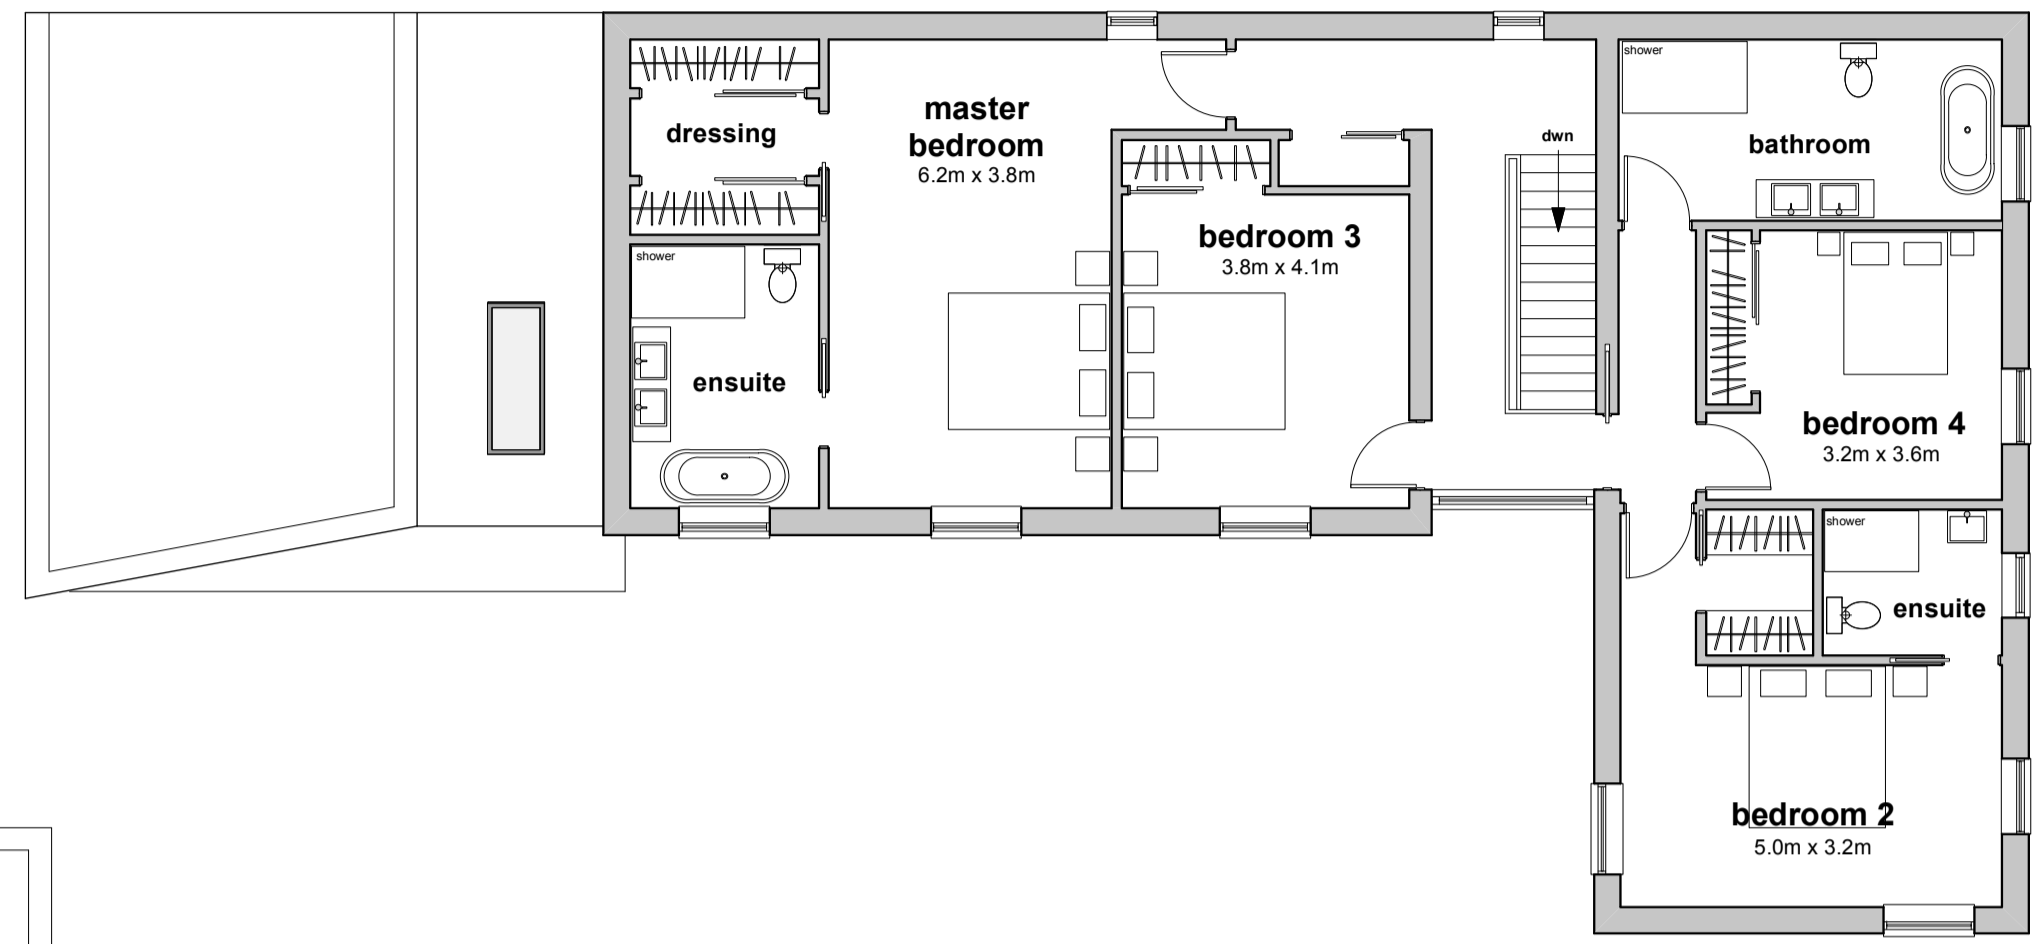 shower
master
bedroom
6.2m x 3.8m
dressing
dwn
bathroom
bedroom 3
3.8m x 4.1m
shower
ensuite
bedroom 4
3.2m x 3.6m
shower
ensuite
bedroom 2
5.0m x 3.2m